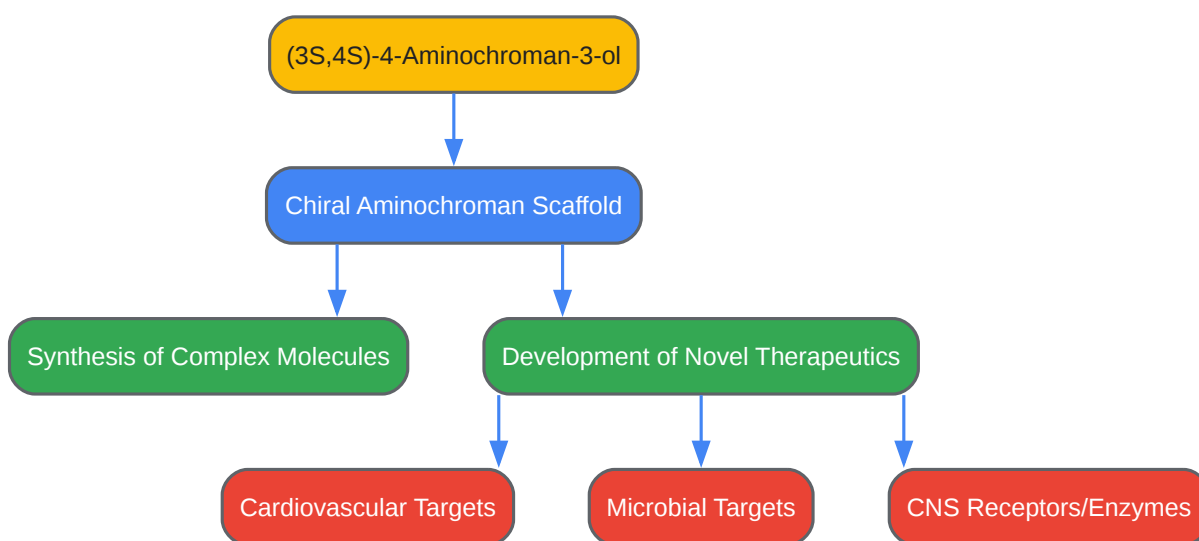 (3S,4S)-4-Aminochroman-3-ol
Chiral Aminochroman Scaffold
Synthesis of Complex Molecules
Development of Novel Therapeutics
Cardiovascular Targets
Microbial Targets
CNS Receptors/Enzymes